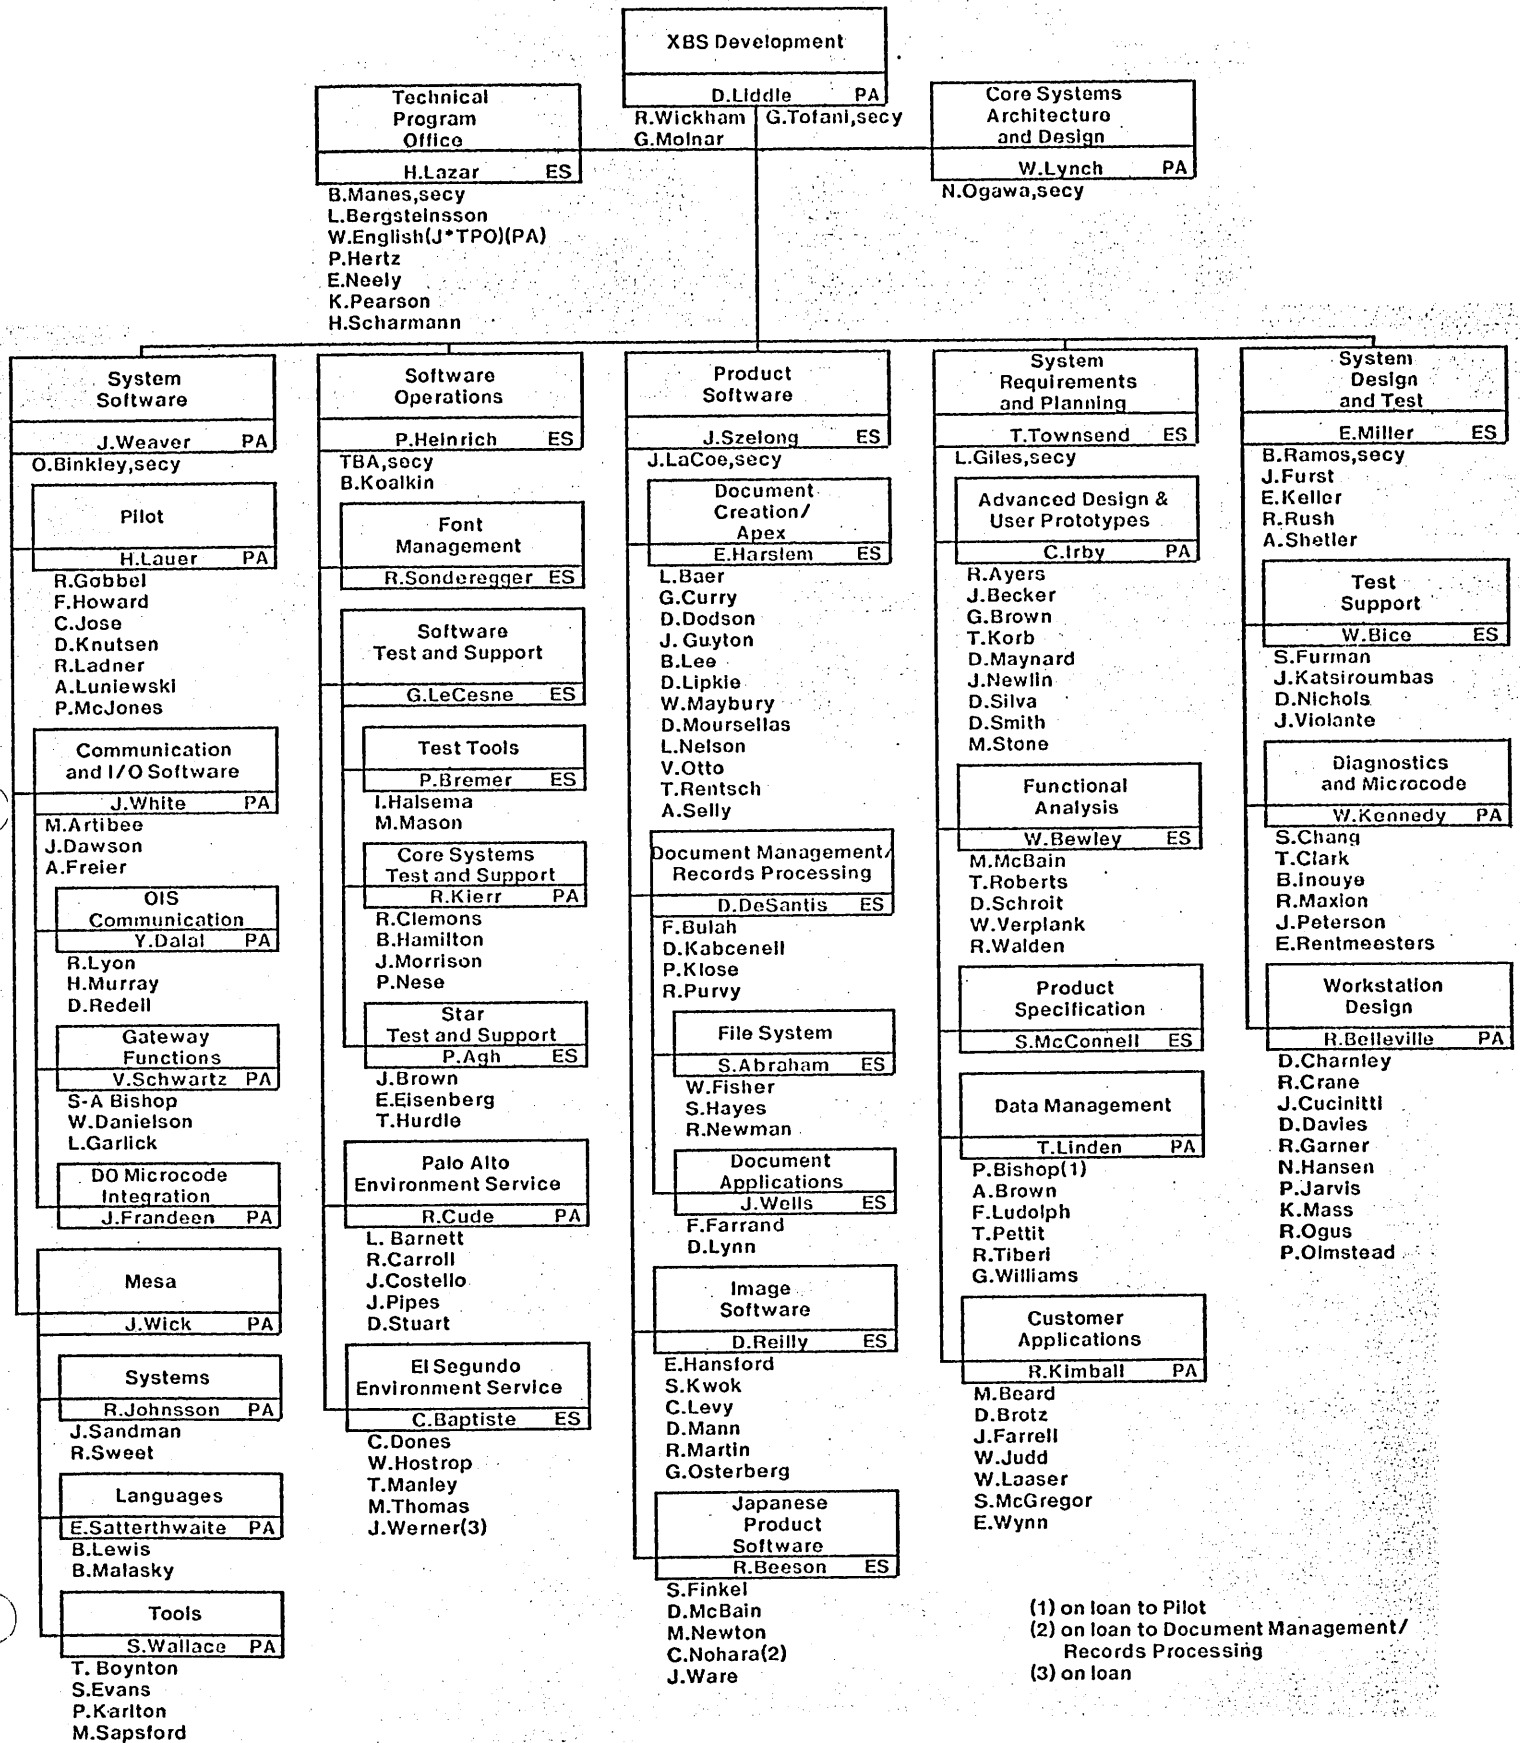 XBS Development
D.Liddle PA
R.Wickham G.Tofani,secy
G.Molnar
Technical
Program
Office
H.Lazar ES
B.Manes,secy
L.Bergsteinsson
W.English(J*TPO)(PA)
P.Hertz
E.Neely
K.Pearson
H.Scharmann
Core Systems
Architecture
and Design
W.Lynch PA
N.Ogawa,secy
System
Software
J.Weaver PA
O.Binkley,secy
Pilot
H.Lauer PA
R.Gobbel
F.Howard
C.Jose
D.Knutsen
R.Ladner
A.Luniewski
P.McJones
Communication
and I/O Software
J.White PA
M.Artibee
J.Dawson
A.Freier
OIS
Communication
Y.Dalal PA
R.Lyon
H.Murray
D.Redell
Gateway
Functions
V.Schwartz PA
S-A Bishop
W.Danielson
L.Garlick
DO Microcode
Integration
J.Frandeen PA
Mesa
J.Wick PA
Systems
R.Johnsson PA
J.Sandman
R.Sweet
Languages
E.Satterthwaite PA
B.Lewis
B.Malasky
Tools
S.Wallace PA
T. Boynton
S.Evans
P.Karlton
M.Sapsford
Software
Operations
P.Heinrich ES
TBA,secy
B.Koalkin
Font
Management
R.Sonderegger ES
Software
Test and Support
G.LeCesne ES
Test Tools
P.Bremer ES
I.Halsema
M.Mason
Core Systems
Test and Support
R.Kierr PA
R.Clemons
B.Hamilton
J.Morrison
P.Nese
Star
Test and Support
P.Agh ES
J.Brown
E.Eisenberg
T.Hurdle
Palo Alto
Environment Service
R.Cude PA
L. Barnett
R.Carroll
J.Costello
J.Pipes
D.Stuart
El Segundo
Environment Service
C.Baptiste ES
C.Dones
W.Hostrop
T.Manley
M.Thomas
J.Werner(3)
Product
Software
J.Szelong ES
J.LaCoe,secy
Document
Creation/
Apex
E.Harslem ES
L.Baer
G.Curry
D.Dodson
J. Guyton
B.Lee
D.Lipkie
W.Maybury
D.Moursellas
L.Nelson
V.Otto
T.Rentsch
A.Selly
Document Management/
Records Processing
D.DeSantis ES
F.Bulah
D.Kabcenell
P.Klose
R.Purvy
File System
S.Abraham ES
W.Fisher
S.Hayes
R.Newman
Document
Applications
J.Wells ES
F.Farrand
D.Lynn
Image
Software
D.Reilly ES
E.Hansford
S.Kwok
C.Levy
D.Mann
R.Martin
G.Osterberg
Japanese
Product
Software
R.Beeson ES
S.Finkel
D.McBain
M.Newton
C.Nohara(2)
J.Ware
System
Requirements
and Planning
T.Townsend ES
L.Giles,secy
Advanced Design &
User Prototypes
C.Irby PA
R.Ayers
J.Becker
G.Brown
T.Korb
D.Maynard
J.Newlin
D.Silva
D.Smith
M.Stone
Functional
Analysis
W.Bewley ES
M.McBain
T.Roberts
D.Schroit
W.Verplank
R.Walden
Product
Specification
S.McConnell ES
Data Management
T.Linden PA
P.Bishop(1)
A.Brown
F.Ludolph
T.Pettit
R.Tiberi
G.Williams
Customer
Applications
R.Kimball PA
M.Beard
D.Brotz
J.Farrell
W.Judd
W.Laaser
S.McGregor
E.Wynn
System
Design
and Test
E.Miller ES
B.Ramos,secy
J.Furst
E.Keller
R.Rush
A.Shetler
Test
Support
W.Bice ES
S.Furman
J.Katsiroumbas
D.Nichols
J.Violante
Diagnostics
and Microcode
W.Kennedy PA
S.Chang
T.Clark
B.Inouye
R.Maxion
J.Peterson
E.Rentmeesters
Workstation
Design
R.Belleville PA
D.Charnley
R.Crane
J.Cucinitti
D.Davies
R.Garner
N.Hansen
P.Jarvis
K.Mass
R.Ogus
P.Olmstead
(1) on loan to Pilot
(2) on loan to Document Management/
Records Processing
(3) on loan